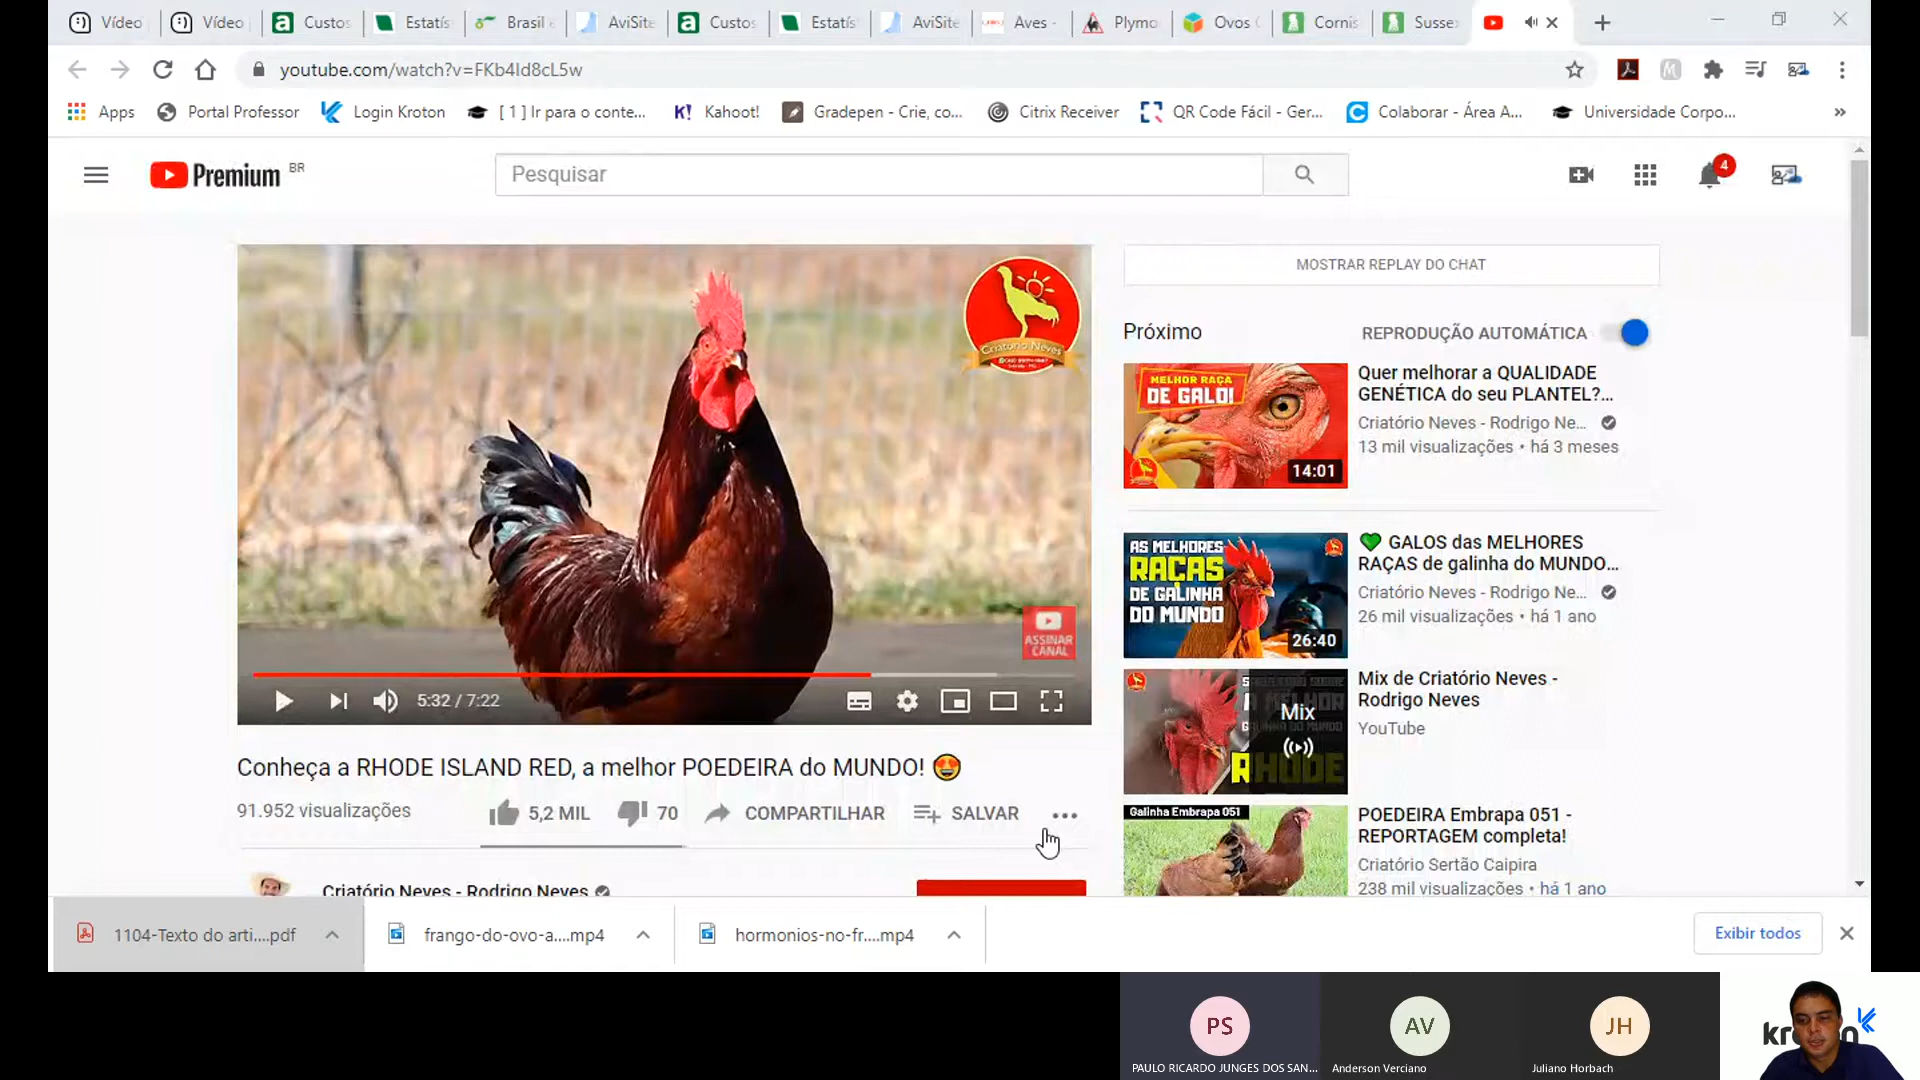 Vídeo
Vídeo
Custos
Estatís
Brasil e
AviSite
Custos
Estatís
AviSite
Aves -
Plymo
Ovos
Cornis
Susse
youtube.com/watch?v=FKb4Id8cL5w
Apps
Portal Professor
Login Kroton
[ 1 ] Ir para o conte...
K!
Kahoot!
Gradepen - Crie, co...
Citrix Receiver
QR Code Fácil - Ger...
Colaborar - Área A...
Universidade Corpo...
»
Premium BR
Pesquisar
4
Criatório Neves
ASSINAR
CANAL
5:32 / 7:22
Conheça a RHODE ISLAND RED, a melhor POEDEIRA do MUNDO! 😍
91.952 visualizações
5,2 MIL
70
COMPARTILHAR
SALVAR
Criatório Neves - Rodrigo Neves
MOSTRAR REPLAY DO CHAT
Próximo
REPRODUÇÃO AUTOMÁTICA
MELHOR RAÇA
DE GALO!
14:01
Quer melhorar a QUALIDADE
GENÉTICA do seu PLANTEL?...
Criatório Neves - Rodrigo Ne...
13 mil visualizações • há 3 meses
AS MELHORES
RAÇAS
DE GALINHA
DO MUNDO
26:40
💚 GALOS das MELHORES
RAÇAS de galinha do MUNDO...
Criatório Neves - Rodrigo Ne...
26 mil visualizações • há 1 ano
Mix
RHODE
Mix de Criatório Neves -
Rodrigo Neves
YouTube
Galinha Embrapa 051
POEDEIRA Embrapa 051 -
REPORTAGEM completa!
Criatório Sertão Caipira
238 mil visualizações • há 1 ano
1104-Texto do arti....pdf
frango-do-ovo-a....mp4
hormonios-no-fr....mp4
Exibir todos
PS
PAULO RICARDO JUNGES DOS SAN...
AV
Anderson Verciano
JH
Juliano Horbach